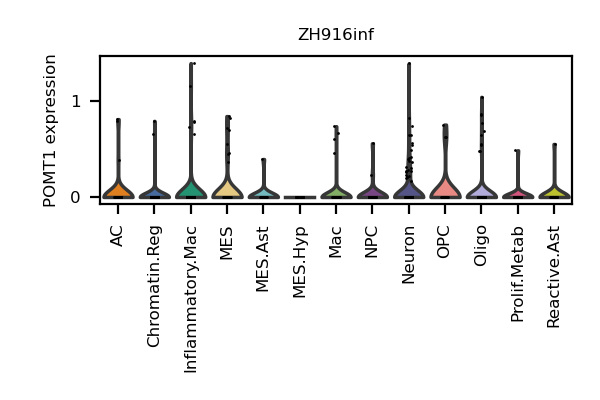 ZH916inf
POMT1 expression
1
0
AC
Chromatin.Reg
Inflammatory.Mac
MES
MES.Ast
MES.Hyp
Mac
NPC
Neuron
OPC
Oligo
Prolif.Metab
Reactive.Ast